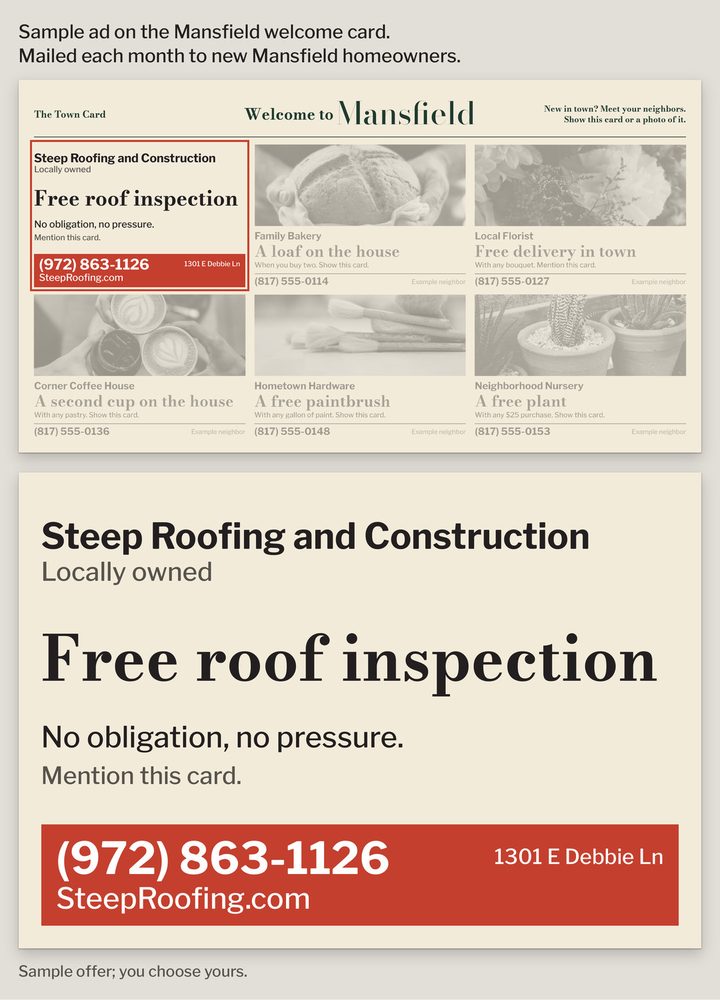 Sample ad on the Mansfield welcome card.
Mailed each month to new Mansfield homeowners.
The Town Card
Welcome to Mansfield
New in town? Meet your neighbors.
Show this card or a photo of it.
Steep Roofing and Construction
Locally owned
Free roof inspection
No obligation, no pressure.
Mention this card.
(972) 863-1126
1301 E Debbie Ln
SteepRoofing.com
Family Bakery
A loaf on the house
When you buy two. Show this card.
(817) 555-0114
Example neighbor
Local Florist
Free delivery in town
With any bouquet. Mention this card.
(817) 555-0127
Example neighbor
Corner Coffee House
A second cup on the house
With any pastry. Show this card.
(817) 555-0136
Example neighbor
Hometown Hardware
A free paintbrush
With any gallon of paint. Show this card.
(817) 555-0148
Example neighbor
Neighborhood Nursery
A free plant
With any $25 purchase. Show this card.
(817) 555-0153
Example neighbor
Steep Roofing and Construction
Locally owned
Free roof inspection
No obligation, no pressure.
Mention this card.
(972) 863-1126
1301 E Debbie Ln
SteepRoofing.com
Sample offer; you choose yours.